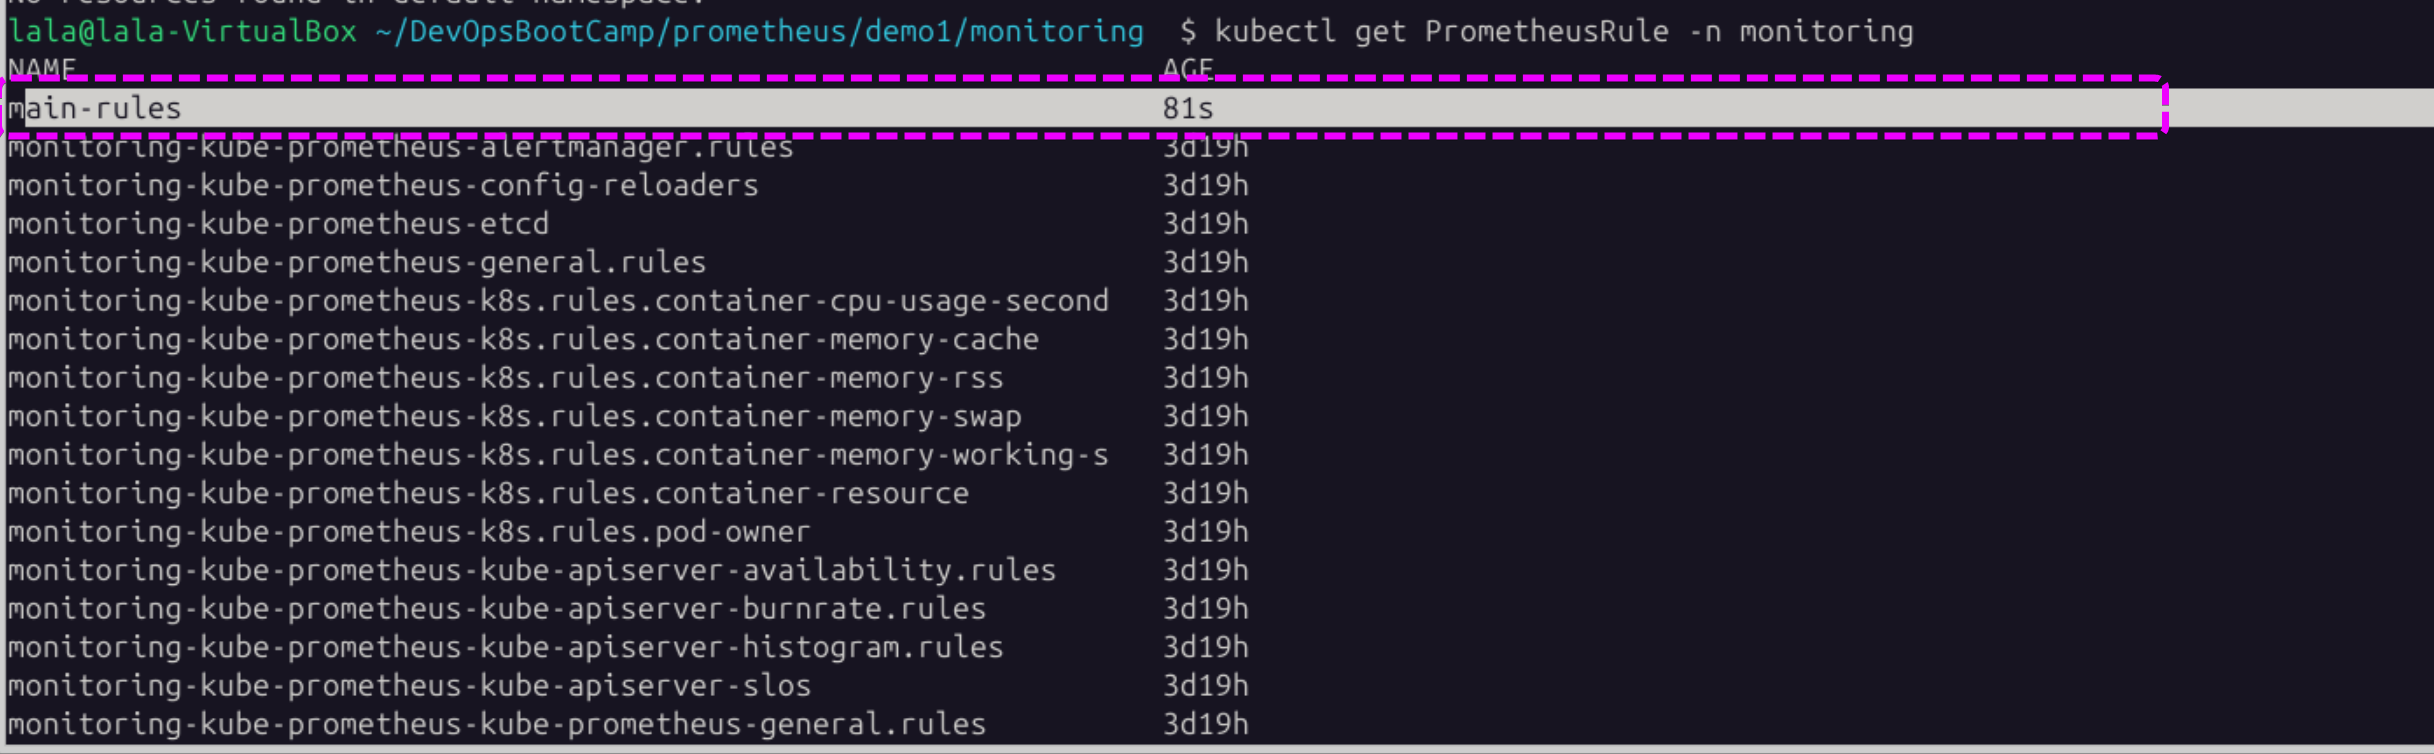 No resources found in default namespace.
lala@lala-VirtualBox ~/DevOpsBootCamp/prometheus/demo1/monitoring $ kubectl get PrometheusRule -n monitoring
NAME AGE
main-rules 81s
monitoring-kube-prometheus-alertmanager.rules 3d19h
monitoring-kube-prometheus-config-reloaders 3d19h
monitoring-kube-prometheus-etcd 3d19h
monitoring-kube-prometheus-general.rules 3d19h
monitoring-kube-prometheus-k8s.rules.container-cpu-usage-second 3d19h
monitoring-kube-prometheus-k8s.rules.container-memory-cache 3d19h
monitoring-kube-prometheus-k8s.rules.container-memory-rss 3d19h
monitoring-kube-prometheus-k8s.rules.container-memory-swap 3d19h
monitoring-kube-prometheus-k8s.rules.container-memory-working-s 3d19h
monitoring-kube-prometheus-k8s.rules.container-resource 3d19h
monitoring-kube-prometheus-k8s.rules.pod-owner 3d19h
monitoring-kube-prometheus-kube-apiserver-availability.rules 3d19h
monitoring-kube-prometheus-kube-apiserver-burnrate.rules 3d19h
monitoring-kube-prometheus-kube-apiserver-histogram.rules 3d19h
monitoring-kube-prometheus-kube-apiserver-slos 3d19h
monitoring-kube-prometheus-kube-prometheus-general.rules 3d19h